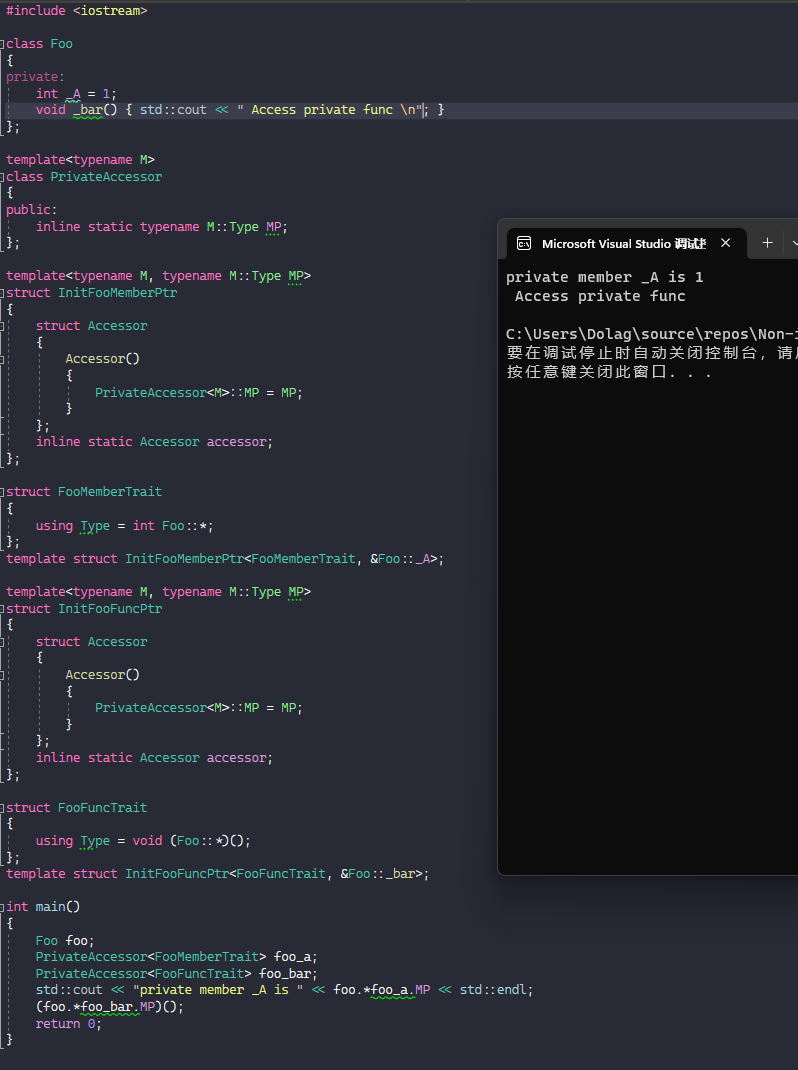 #include <iostream>
class Foo
{
private:
    int _A = 1;
    void _bar() { std::cout << " Access private func \n"; }
};
template<typename M>
class PrivateAccessor
{
public:
    inline static typename M::Type MP;
};
template<typename M, typename M::Type MP>
struct InitFooMemberPtr
{
    struct Accessor
    {
        Accessor()
        {
            PrivateAccessor<M>::MP = MP;
        }
    };
    inline static Accessor accessor;
};
struct FooMemberTrait
{
    using Type = int Foo::*;
};
template struct InitFooMemberPtr<FooMemberTrait, &Foo::_A>;
template<typename M, typename M::Type MP>
struct InitFooFuncPtr
{
    struct Accessor
    {
        Accessor()
        {
            PrivateAccessor<M>::MP = MP;
        }
    };
    inline static Accessor accessor;
};
struct FooFuncTrait
{
    using Type = void (Foo::*)();
};
template struct InitFooFuncPtr<FooFuncTrait, &Foo::_bar>;
int main()
{
    Foo foo;
    PrivateAccessor<FooMemberTrait> foo_a;
    PrivateAccessor<FooFuncTrait> foo_bar;
    std::cout << "private member _A is " << foo.*foo_a.MP << std::endl;
    (foo.*foo_bar.MP)();
    return 0;
}
Microsoft Visual Studio 调试
private member _A is 1
 Access private func
C:\Users\Dolag\source\repos\Non-
要在调试停止时自动关闭控制台，请
按任意键关闭此窗口. . .